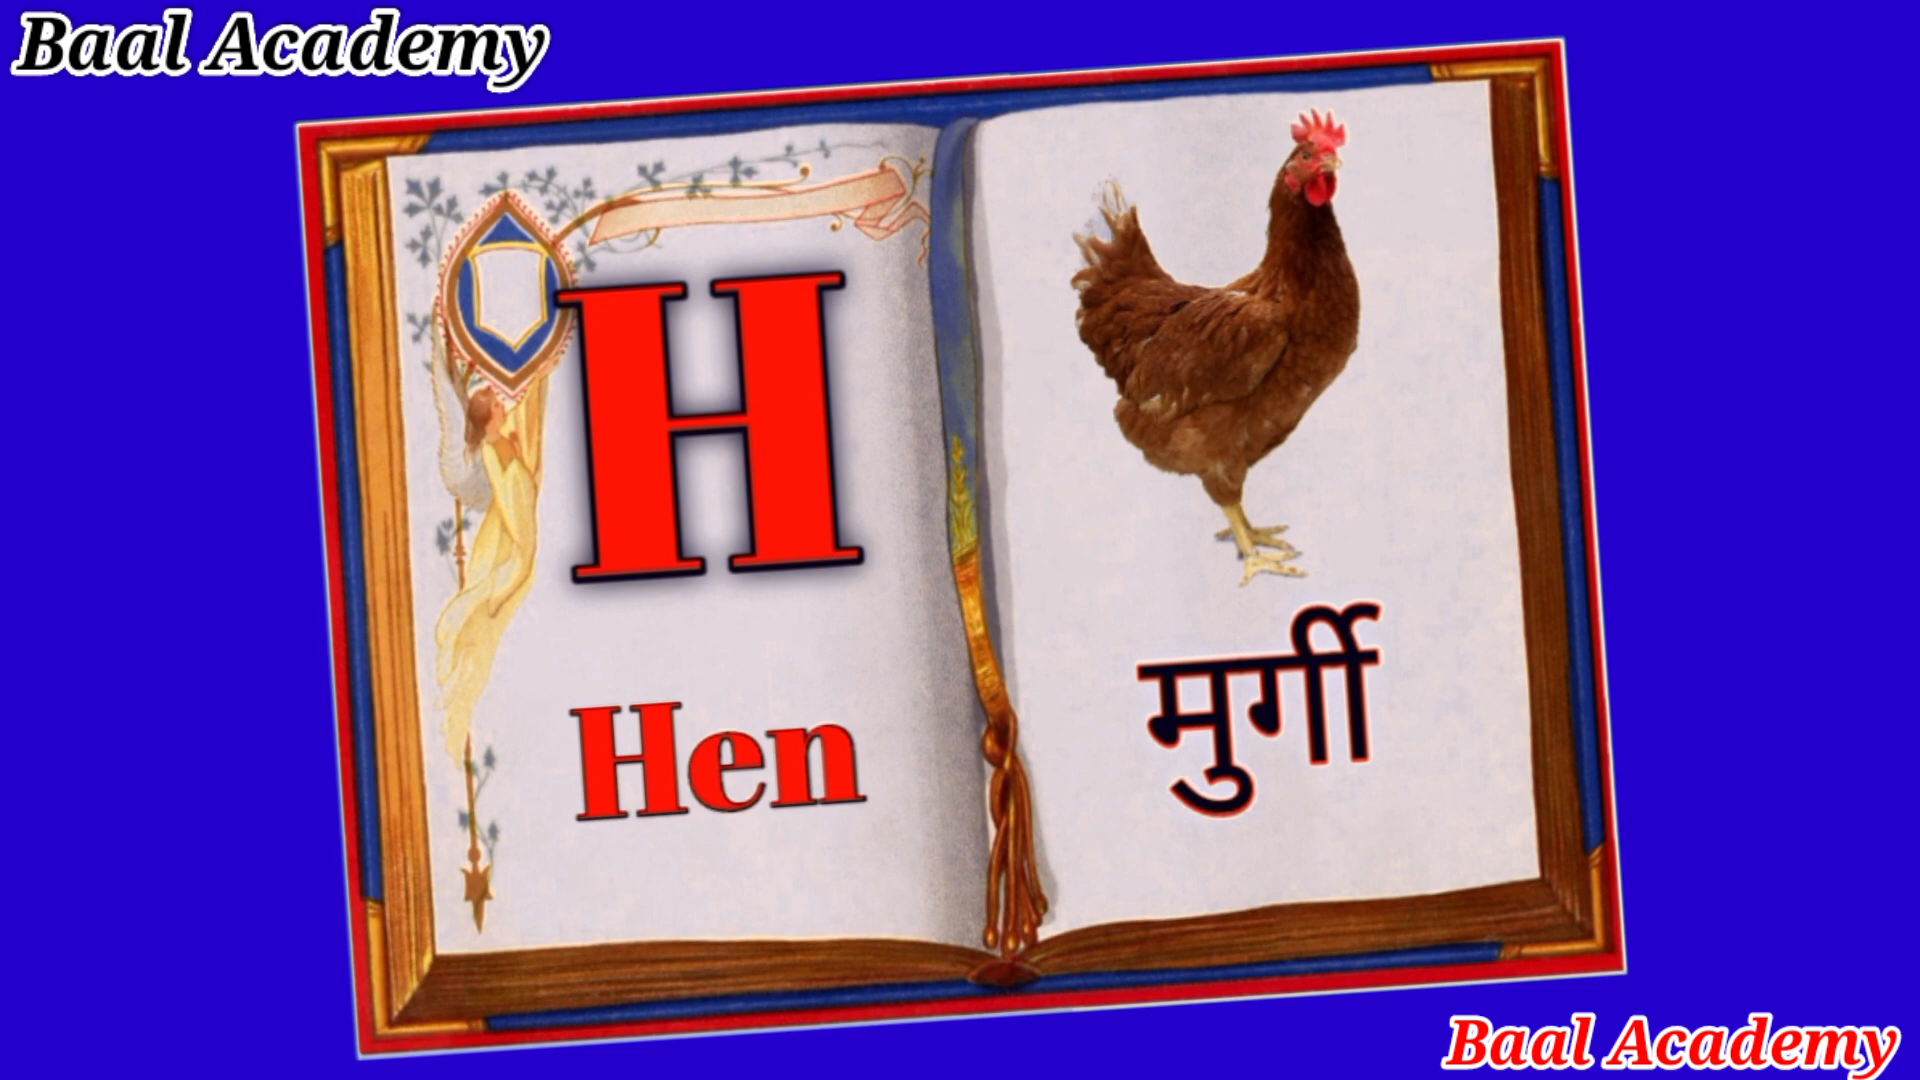 Baal Academy
H
Hen
मुर्गी
Baal Academy